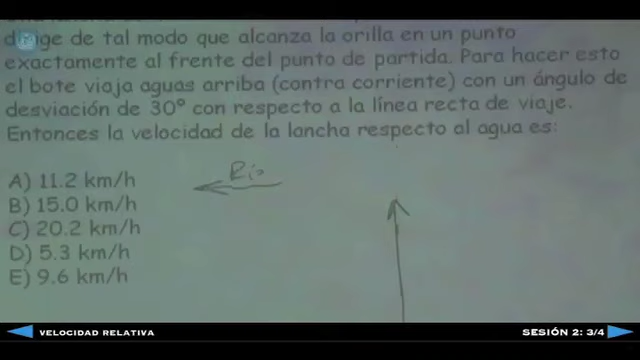 dirige de tal modo que alcanza la orilla en un punto
exactamente al frente del punto de partida. Para hacer esto
el bote viaja aguas arriba (contra corriente) con un ángulo de
desviación de 30° con respecto a la línea recta de viaje.
Entonces la velocidad de la lancha respecto al agua es:
A) 11.2 km/h
Rio
B) 15.0 km/h
C) 20.2 km/h
D) 5.3 km/h
E) 9.6 km/h
VELOCIDAD RELATIVA
SESIÓN 2: 3/4